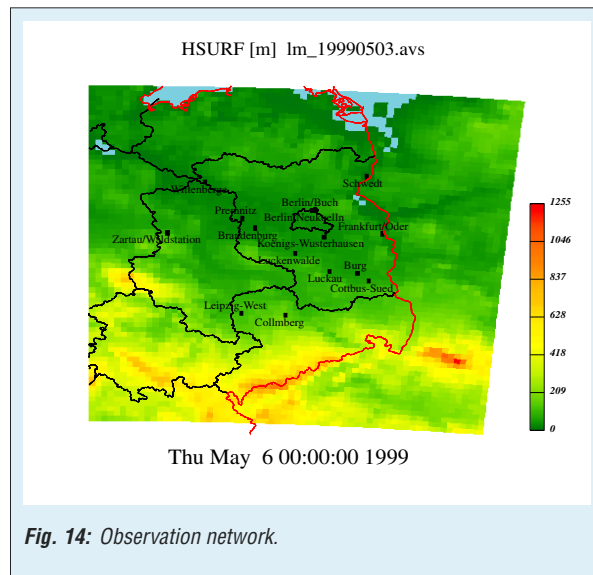 HSURF [m] lm_19990503.avs
Wittenberge
Schwedt
Berlin/Buch
Premnitz
Berlin/Neukoelln
Zartau/Waldstation
Brandenburg
Frankfurt/Oder
Koenigs-Wusterhausen
Luckenwalde
Luckau
Burg
Cottbus-Sued
Leipzig-West
Collmberg
1255
1046
837
628
418
209
0
Thu May 6 00:00:00 1999
Fig. 14: Observation network.